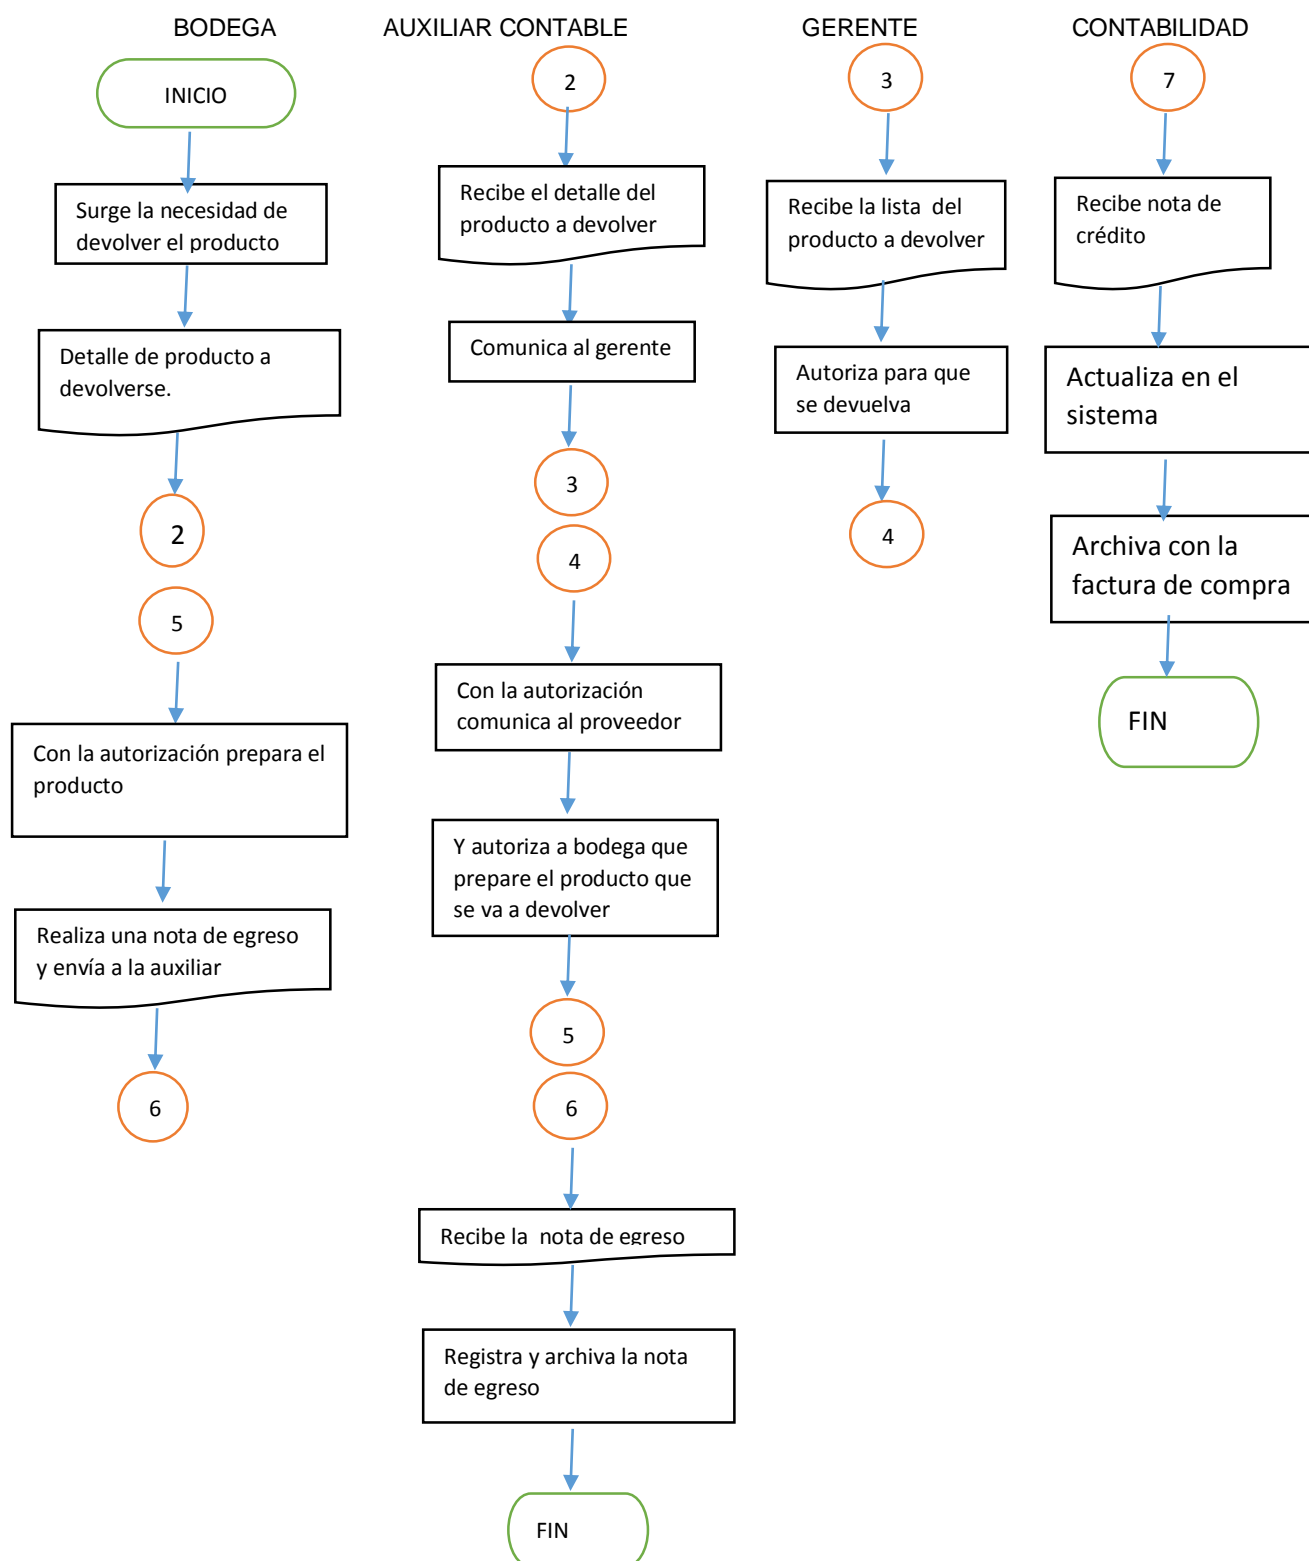 BODEGA
INICIO
Surge la necesidad de
devolver el producto
Detalle de producto a
devolverse.
2
5
Con la autorización prepara el
producto
Realiza una nota de egreso
y envía a la auxiliar
6
AUXILIAR CONTABLE
2
Recibe el detalle del
producto a devolver
Comunica al gerente
3
4
Con la autorización
comunica al proveedor
Y autoriza a bodega que
prepare el producto que
se va a devolver
5
6
Recibe la  nota de egreso
Registra y archiva la nota
de egreso
FIN
GERENTE
3
Recibe la lista  del
producto a devolver
Autoriza para que
se devuelva
4
CONTABILIDAD
7
Recibe nota de
crédito
Actualiza en el
sistema
Archiva con la
factura de compra
FIN